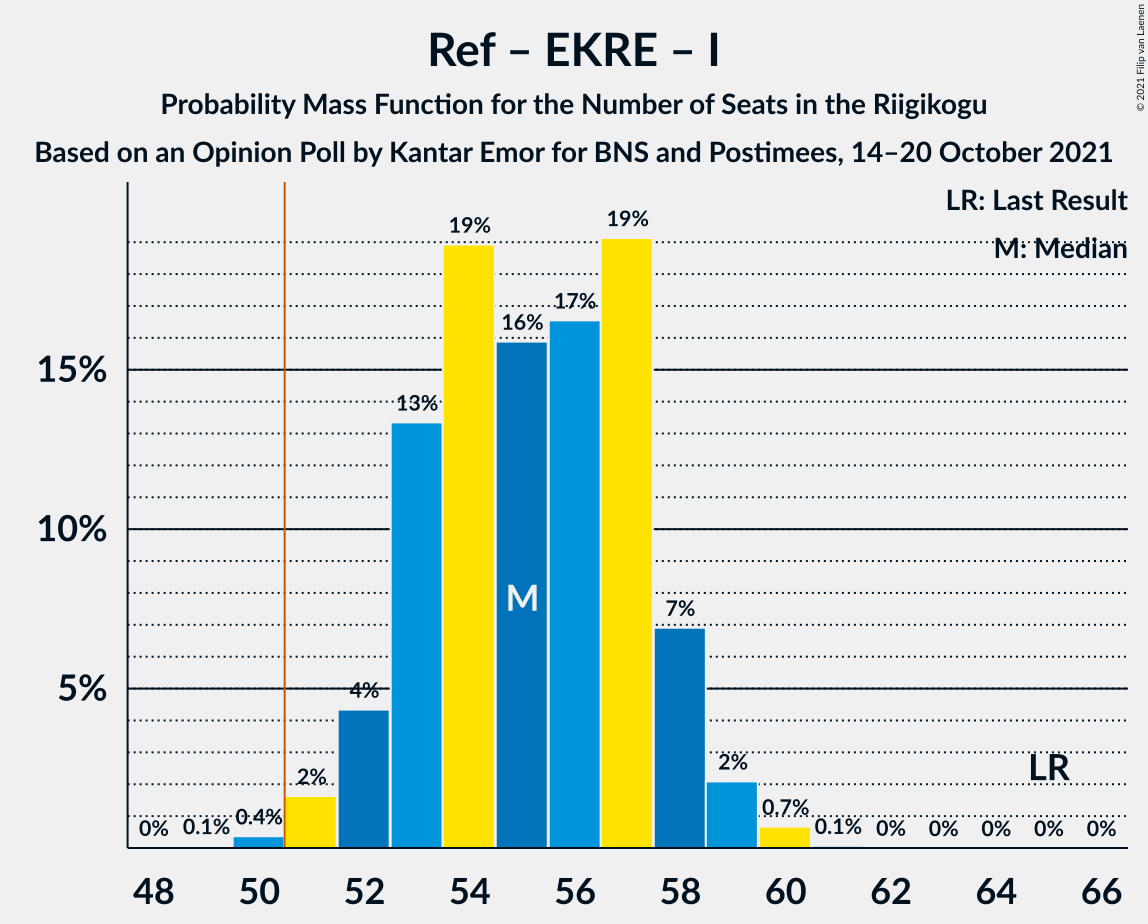 Ref – EKRE – I
Probability Mass Function for the Number of Seats in the Riigikogu
Based on an Opinion Poll by Kantar Emor for BNS and Postimees, 14–20 October 2021
© 2021 Filip van Laenen
LR: Last Result
M: Median
15%
10%
5%
0% 0.1% 0.4% 2% 4% 13% 19% 16% 17% 19% 7% 2% 0.7% 0.1% 0% 0% 0% 0% 0%
M
LR
48 50 52 54 56 58 60 62 64 66